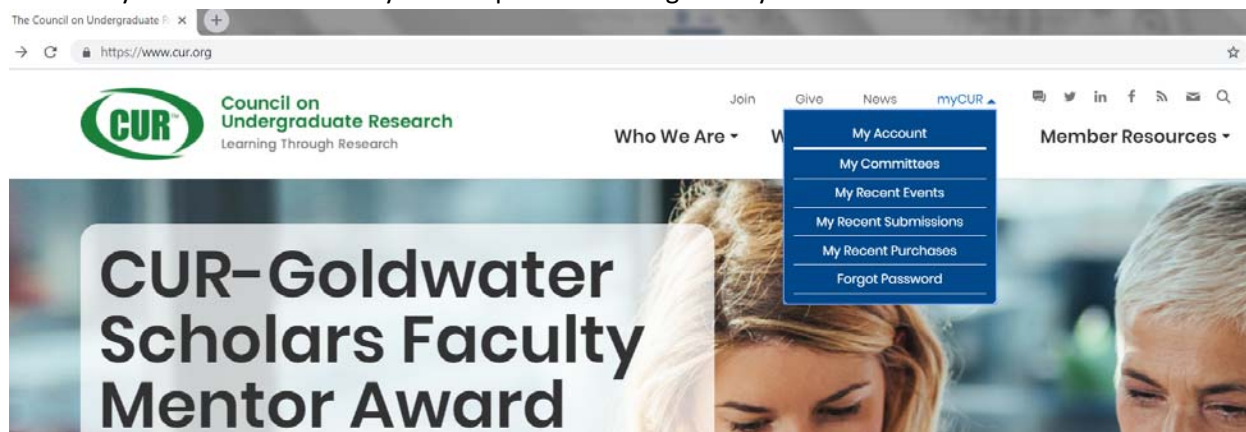 The Council on Undergraduate
https://www.cur.org
CUR
Council on
Undergraduate Research
Learning Through Research
Join Give News myCUR
Who We Are W Member Resources
My Account
My Committees
My Recent Events
My Recent Submissions
My Recent Purchases
Forgot Password
CUR-Goldwater
Scholars Faculty
Mentor Award